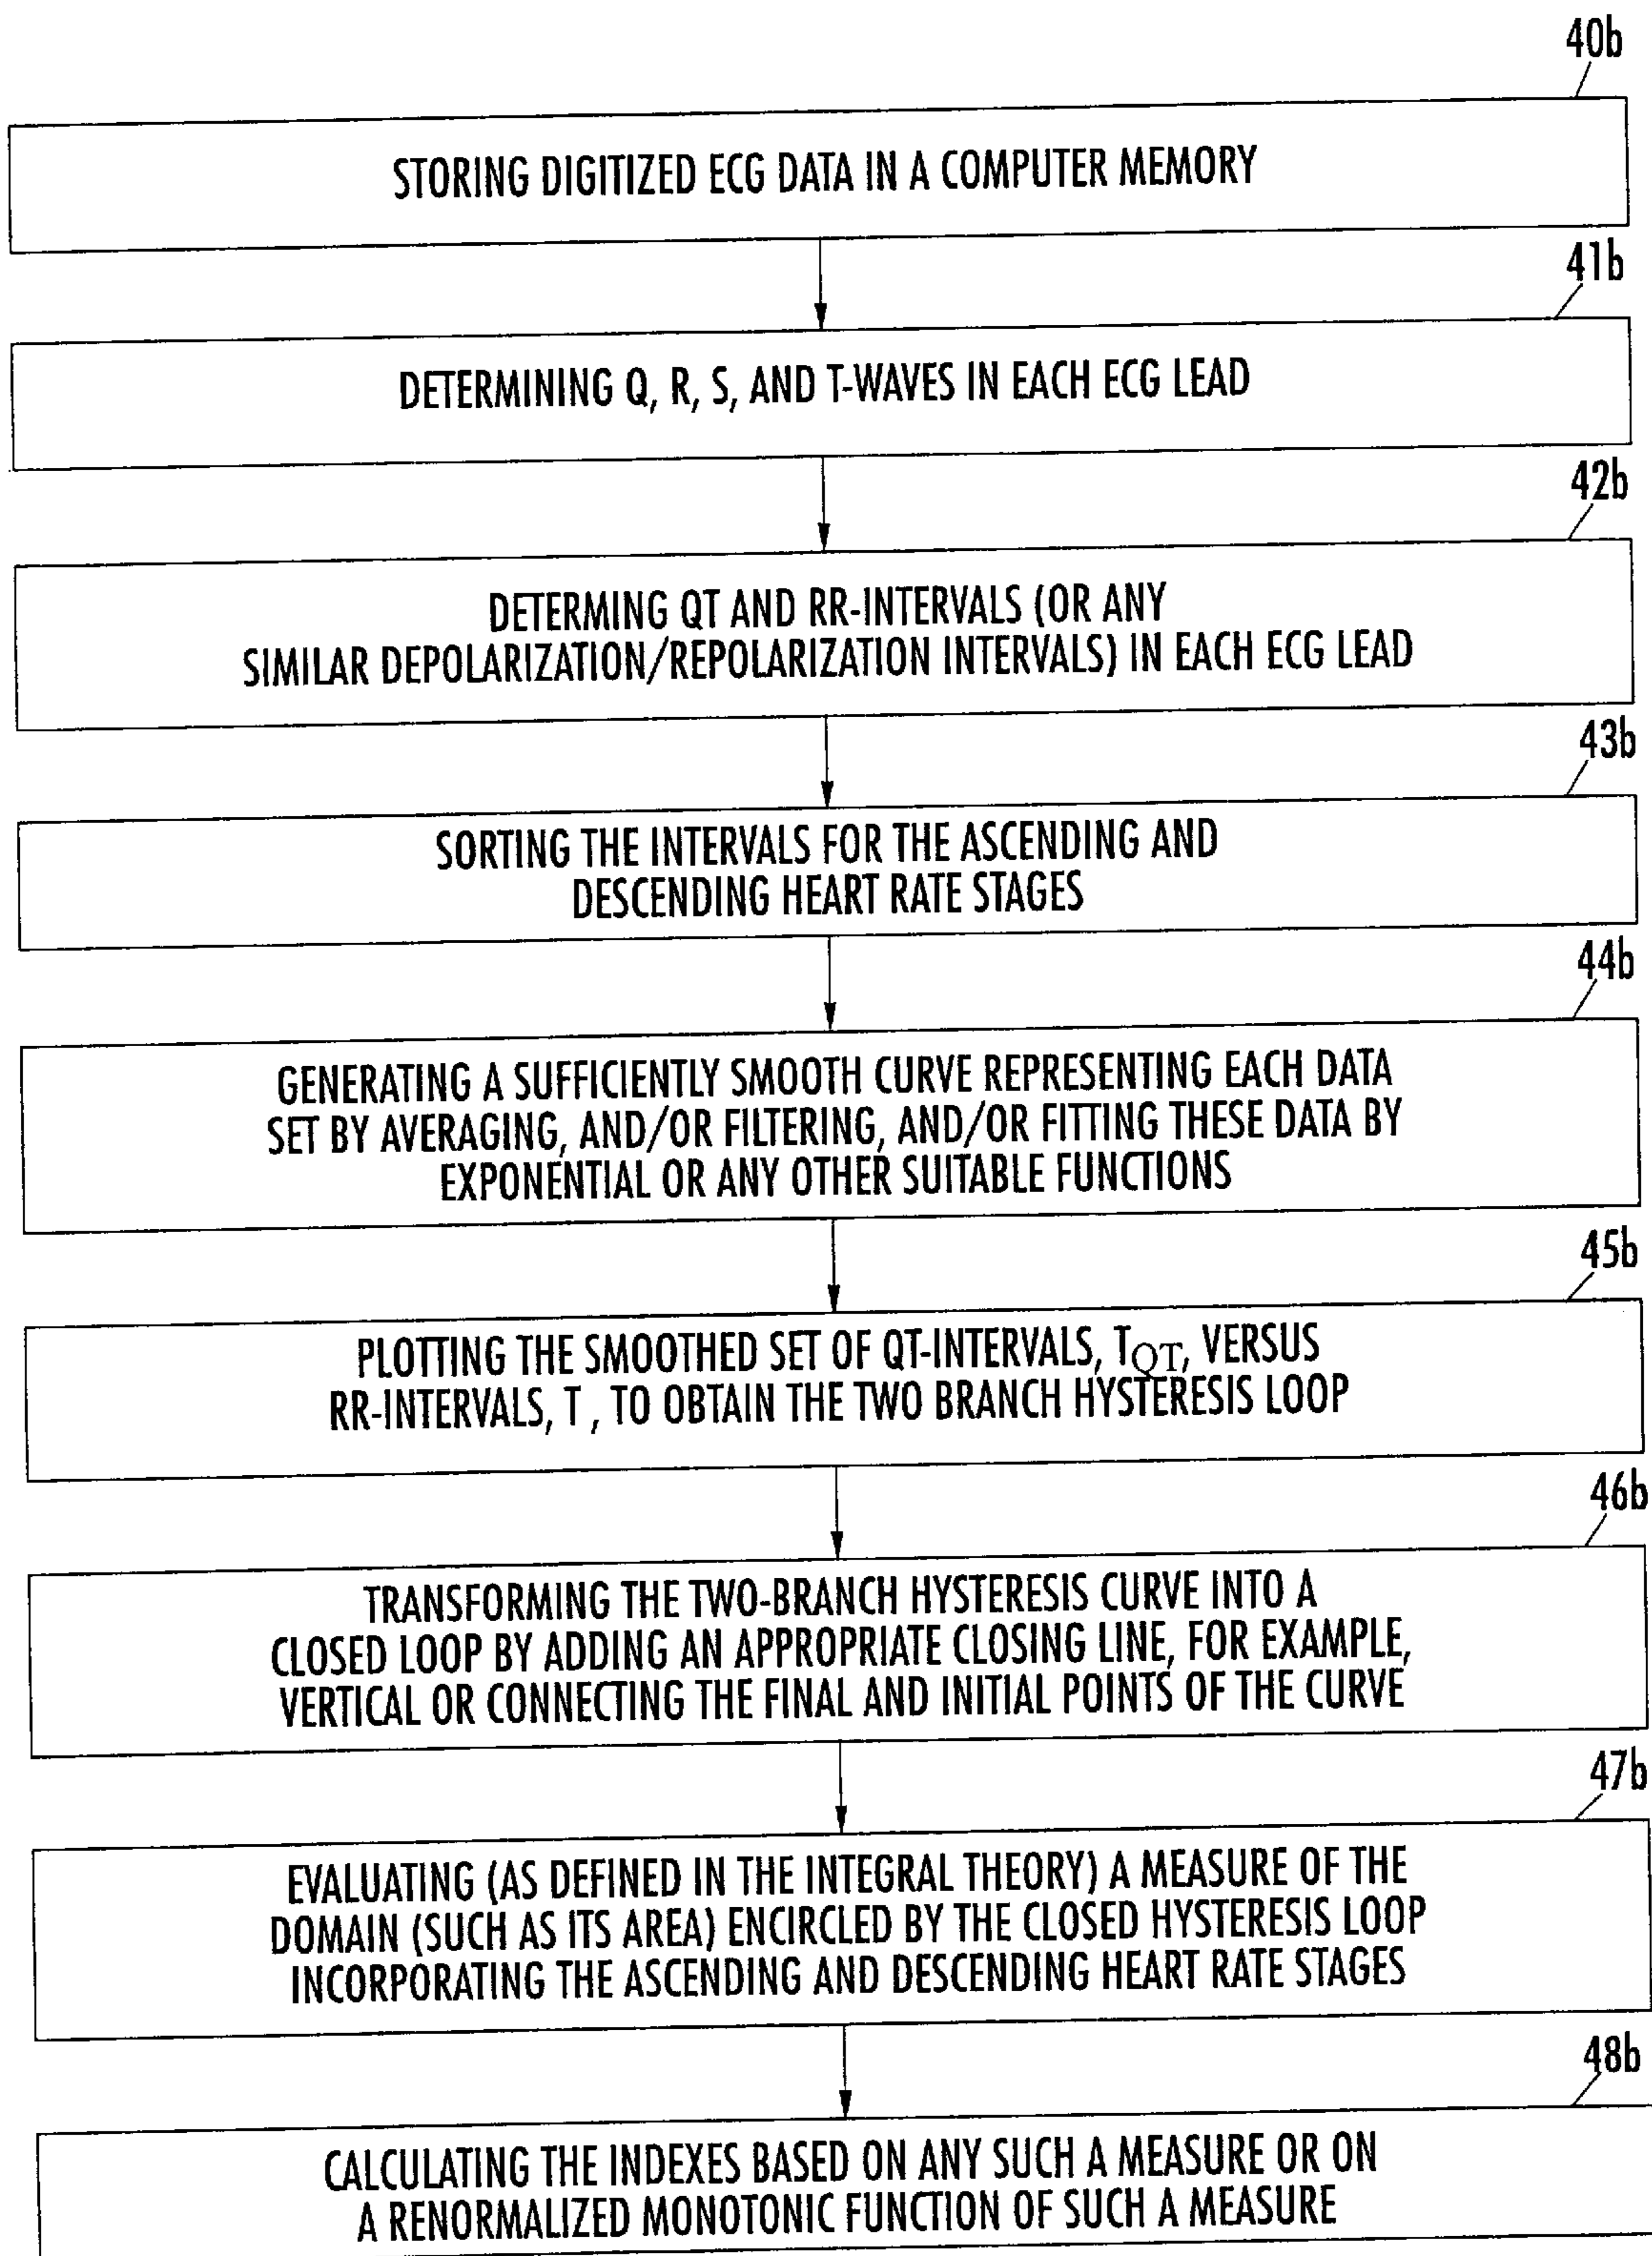 40b
STORING DIGITIZED ECG DATA IN A COMPUTER MEMORY
41b
DETERMINING Q, R, S, AND T-WAVES IN EACH ECG LEAD
42b
DETERMING QT AND RR-INTERVALS (OR ANY
SIMILAR DEPOLARIZATION/REPOLARIZATION INTERVALS) IN EACH ECG LEAD
43b
SORTING THE INTERVALS FOR THE ASCENDING AND
DESCENDING HEART RATE STAGES
44b
GENERATING A SUFFICIENTLY SMOOTH CURVE REPRESENTING EACH DATA
SET BY AVERAGING, AND/OR FILTERING, AND/OR FITTING THESE DATA BY
EXPONENTIAL OR ANY OTHER SUITABLE FUNCTIONS
45b
PLOTTING THE SMOOTHED SET OF QT-INTERVALS, TQT, VERSUS
RR-INTERVALS, T , TO OBTAIN THE TWO BRANCH HYSTERESIS LOOP
46b
TRANSFORMING THE TWO-BRANCH HYSTERESIS CURVE INTO A
CLOSED LOOP BY ADDING AN APPROPRIATE CLOSING LINE, FOR EXAMPLE,
VERTICAL OR CONNECTING THE FINAL AND INITIAL POINTS OF THE CURVE
47b
EVALUATING (AS DEFINED IN THE INTEGRAL THEORY) A MEASURE OF THE
DOMAIN (SUCH AS ITS AREA) ENCIRCLED BY THE CLOSED HYSTERESIS LOOP
INCORPORATING THE ASCENDING AND DESCENDING HEART RATE STAGES
48b
CALCULATING THE INDEXES BASED ON ANY SUCH A MEASURE OR ON
A RENORMALIZED MONOTONIC FUNCTION OF SUCH A MEASURE